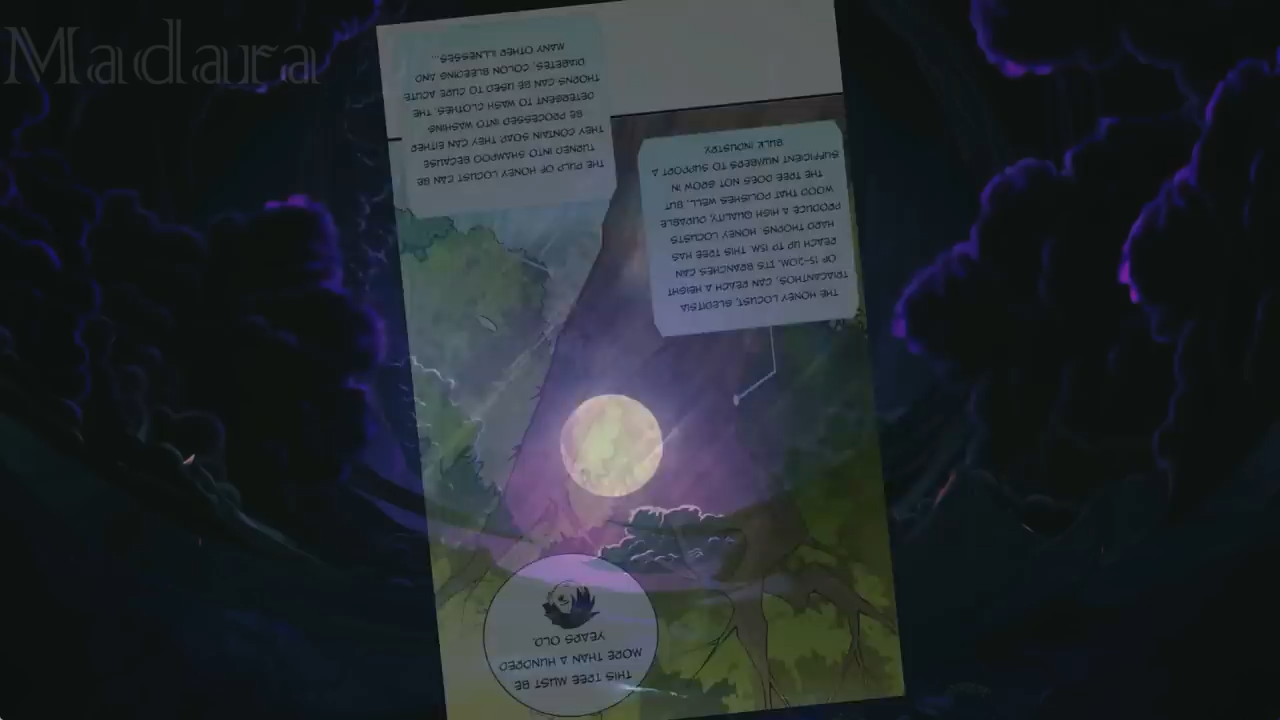 Madara
THIS TREE MUST BE
MORE THAN A HUNDRED
YEARS OLD.
THE HONEY LOCUST, GLEDITSIA
TRIACANTHOS, CAN REACH A HEIGHT
OF 15-20M. ITS BRANCHES CAN
REACH UP TO 15M. THIS TREE HAS
HARD THORNS. HONEY LOCUSTS
PRODUCE A HIGH QUALITY, DURABLE
WOOD THAT POLISHES WELL, BUT
THE TREE DOES NOT GROW IN
SUFFICIENT NUMBERS TO SUPPORT A
BULK INDUSTRY.
THE PULP OF HONEY LOCUST CAN BE
TURNED INTO SHAMPOO BECAUSE
THEY CONTAIN SOAP. THEY CAN EITHER
BE PROCESSED INTO WASHING
DETERGENT TO WASH CLOTHES. THE
THORNS CAN BE USED TO CURE ACUTE
DIABETES, COLON BLEEDING AND
MANY OTHER ILLNESSES...